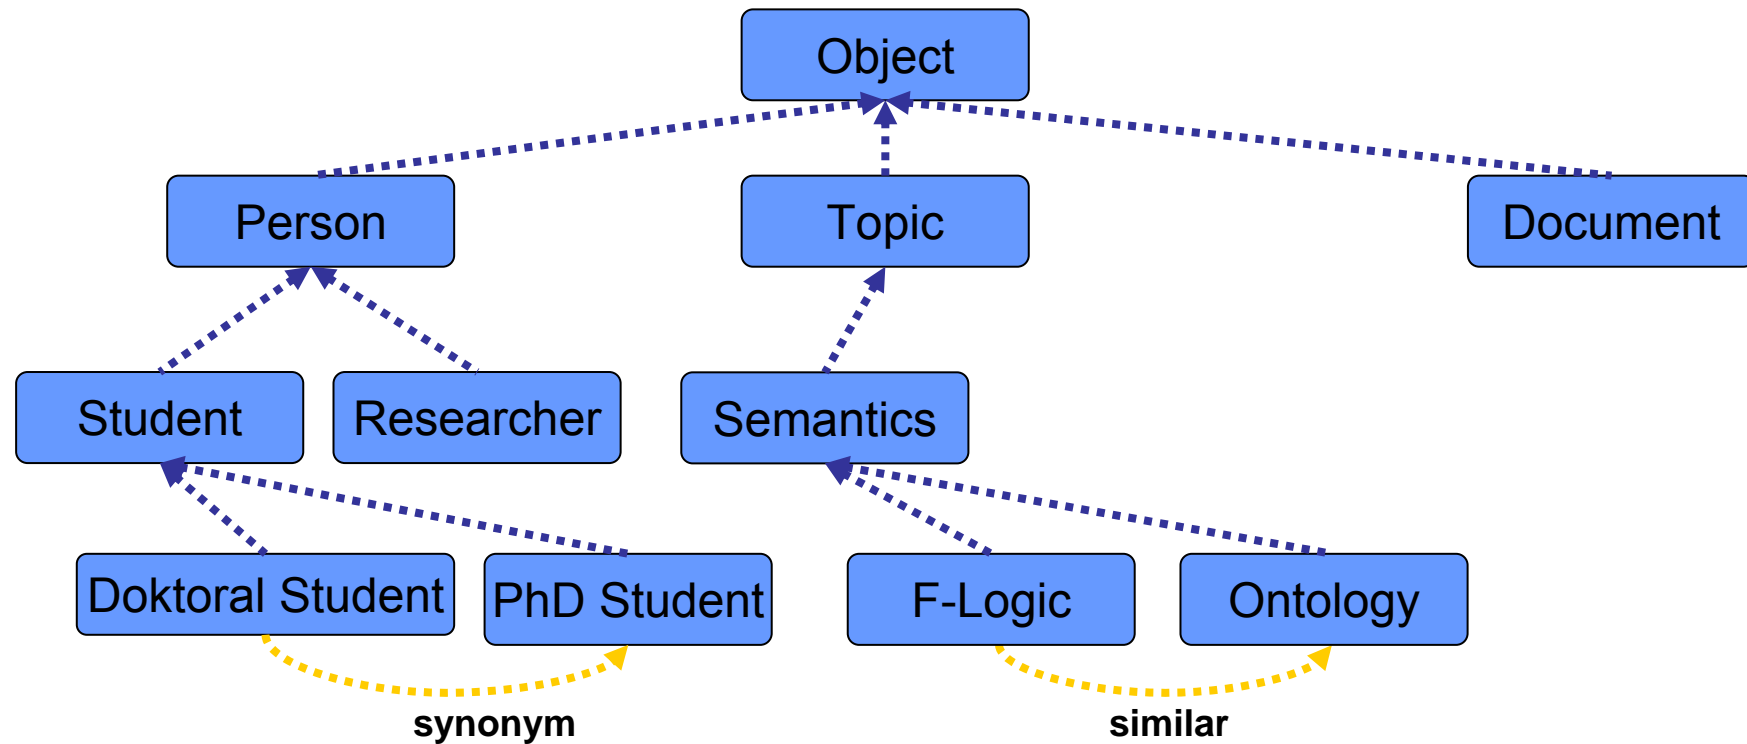 Object
Person
Topic
Document
Student
Researcher
Semantics
Doktoral Student
PhD Student
F-Logic
Ontology
synonym
similar